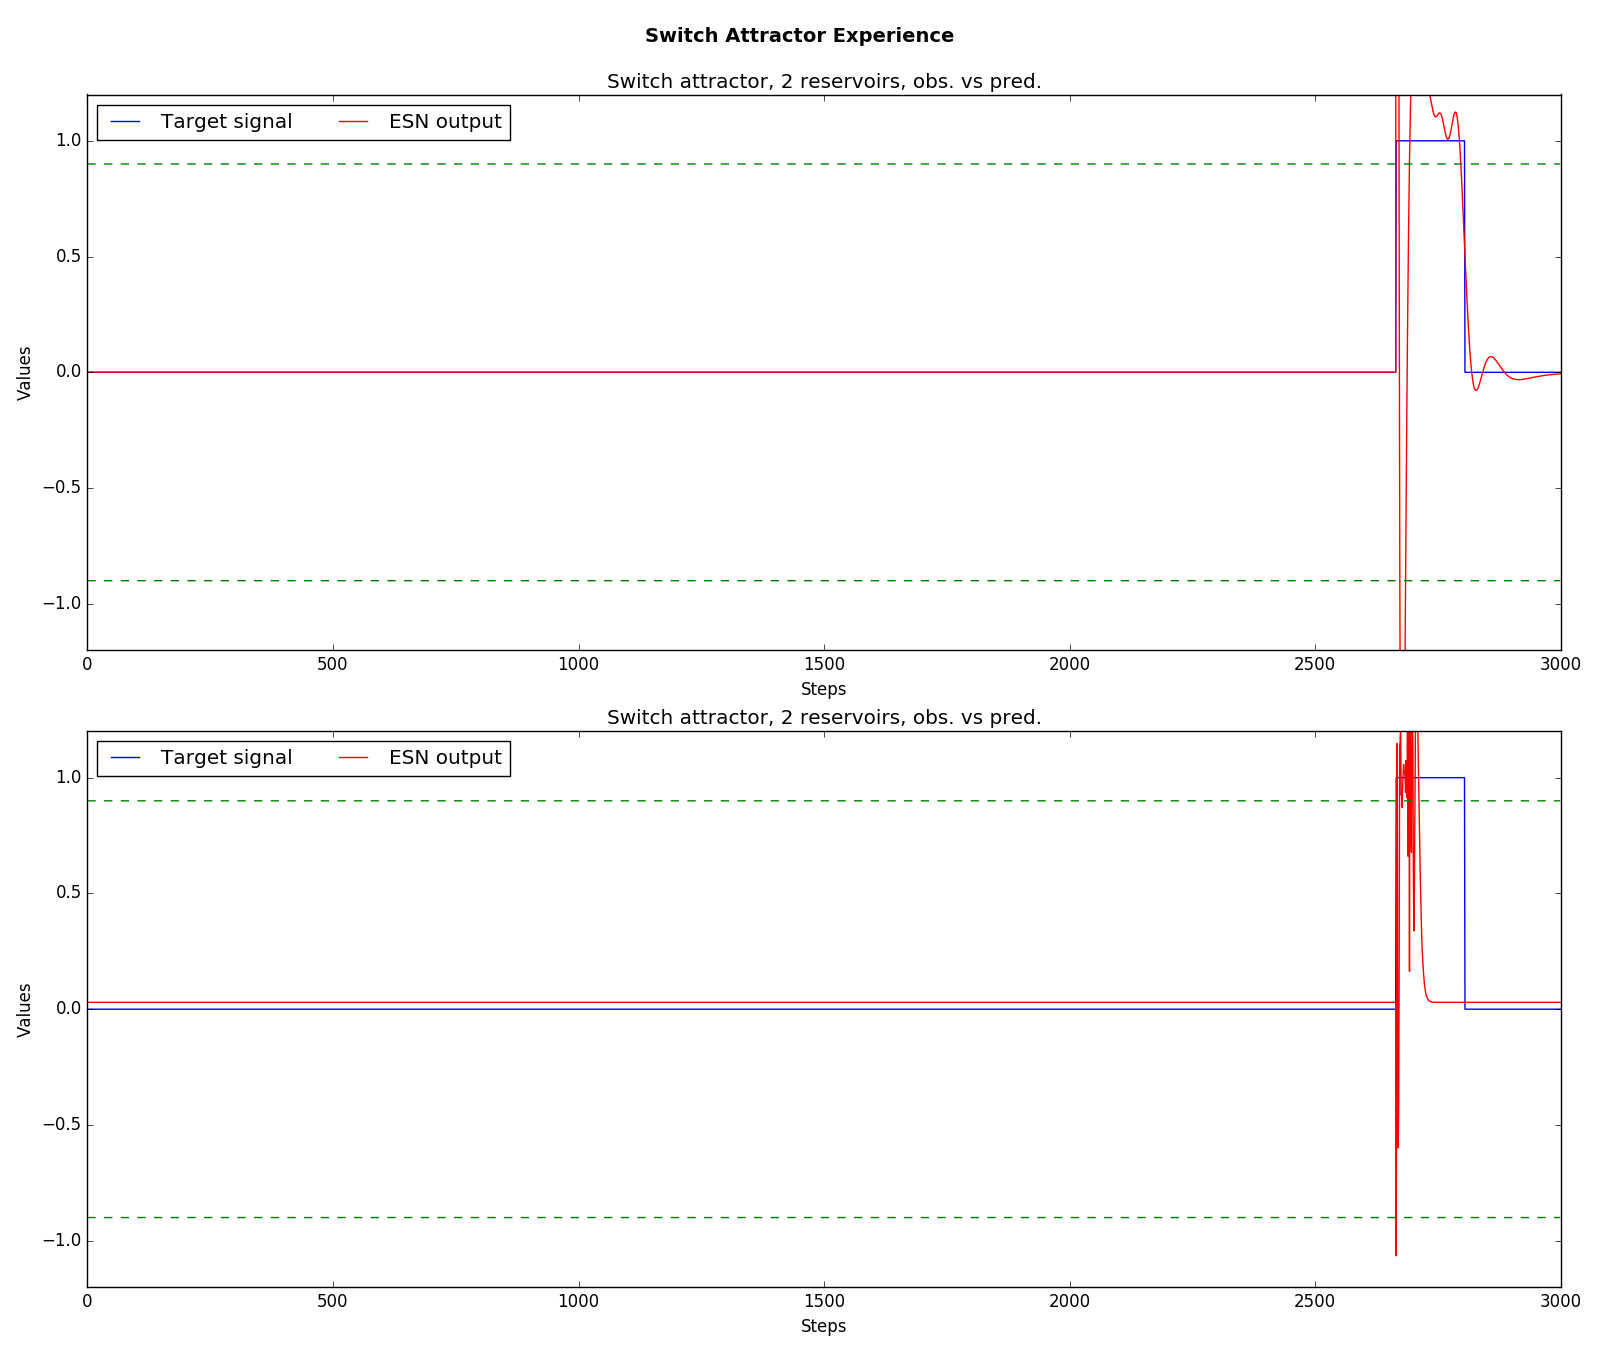 Switch Attractor Experience
Switch attractor, 2 reservoirs, obs. vs pred.
Target signal ESN output
1.0
0.5
0.0
−0.5
−1.0
Values
0 500 1000 1500 2000 2500 3000
Steps
Switch attractor, 2 reservoirs, obs. vs pred.
Target signal ESN output
1.0
0.5
0.0
−0.5
−1.0
Values
0 500 1000 1500 2000 2500 3000
Steps